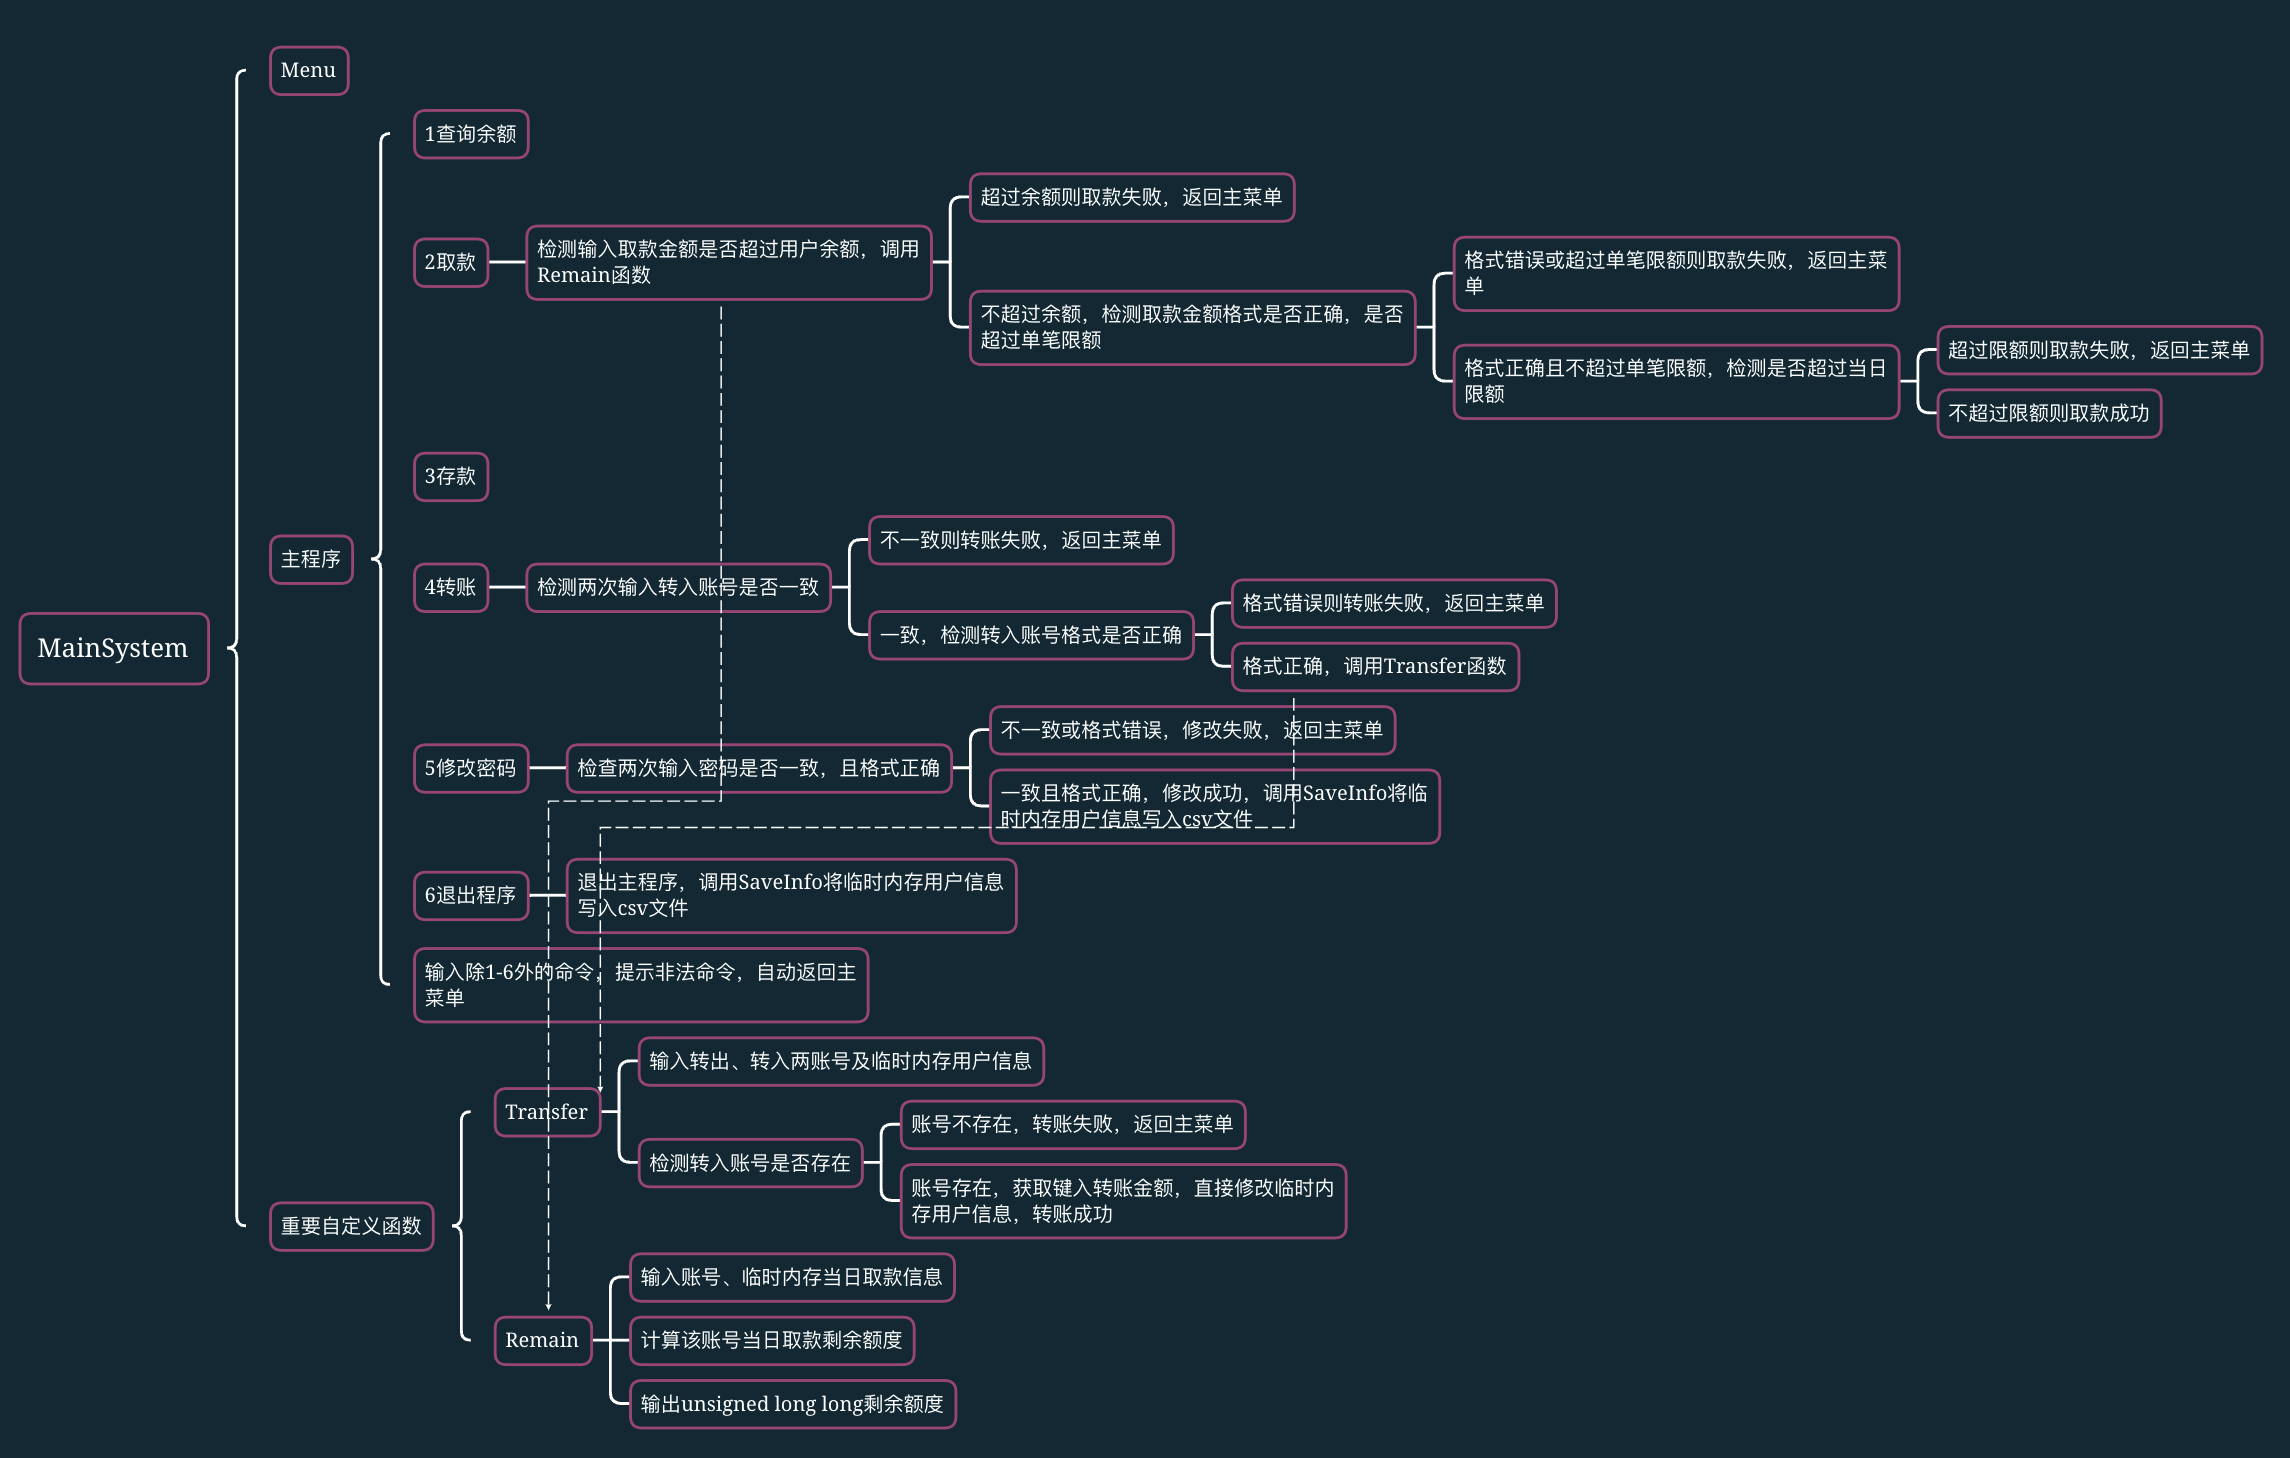 Menu
1查询余额
超过余额则取款失败，返回主菜单
2取款
检测输入取款金额是否超过用户余额，调用
Remain函数
格式错误或超过单笔限额则取款失败，返回主菜
单
不超过余额，检测取款金额格式是否正确，是否
超过单笔限额
超过限额则取款失败，返回主菜单
格式正确且不超过单笔限额，检测是否超过当日
限额
不超过限额则取款成功
3存款
不一致则转账失败，返回主菜单
主程序
4转账
检测两次输入转入账号是否一致
格式错误则转账失败，返回主菜单
一致，检测转入账号格式是否正确
MainSystem
格式正确，调用Transfer函数
不一致或格式错误，修改失败，返回主菜单
5修改密码
检查两次输入密码是否一致，且格式正确
一致且格式正确，修改成功，调用SaveInfo将临
时内存用户信息写入csv文件
6退出程序
退出主程序，调用SaveInfo将临时内存用户信息
写入csv文件
输入除1-6外的命令，提示非法命令，自动返回主
菜单
输入转出、转入两账号及临时内存用户信息
Transfer
账号不存在，转账失败，返回主菜单
检测转入账号是否存在
账号存在，获取键入转账金额，直接修改临时内
存用户信息，转账成功
重要自定义函数
输入账号、临时内存当日取款信息
Remain
计算该账号当日取款剩余额度
输出unsigned long long剩余额度